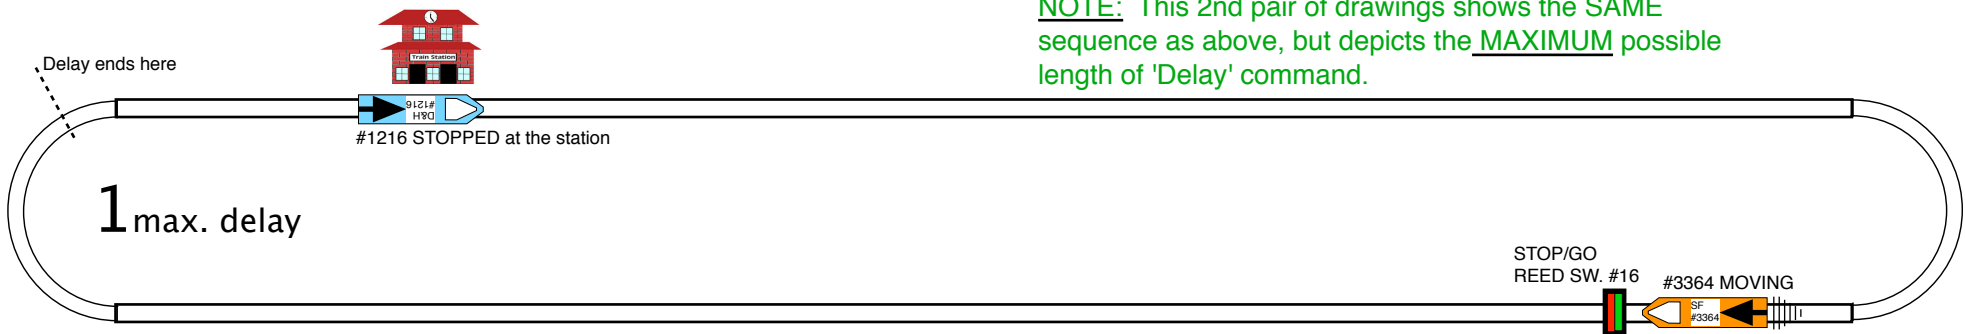 NOTE: This 2nd pair of drawings shows the SAME
sequence as above, but depicts the MAXIMUM possible
length of 'Delay' command.
Delay ends here
Train Station
D&H
#1216
#1216 STOPPED at the station
1 max. delay
STOP/GO
REED SW. #16
#3364 MOVING
SF
#3364